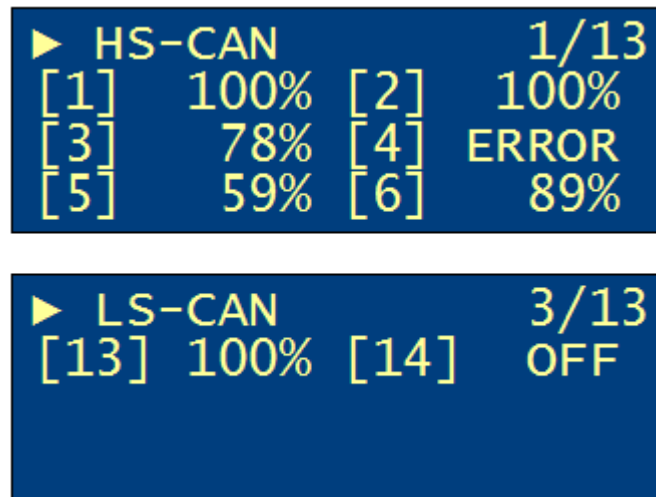 ► HS-CAN 1/13
[1] 100% [2] 100%
[3] 78% [4] ERROR
[5] 59% [6] 89%
► LS-CAN 3/13
[13] 100% [14] OFF